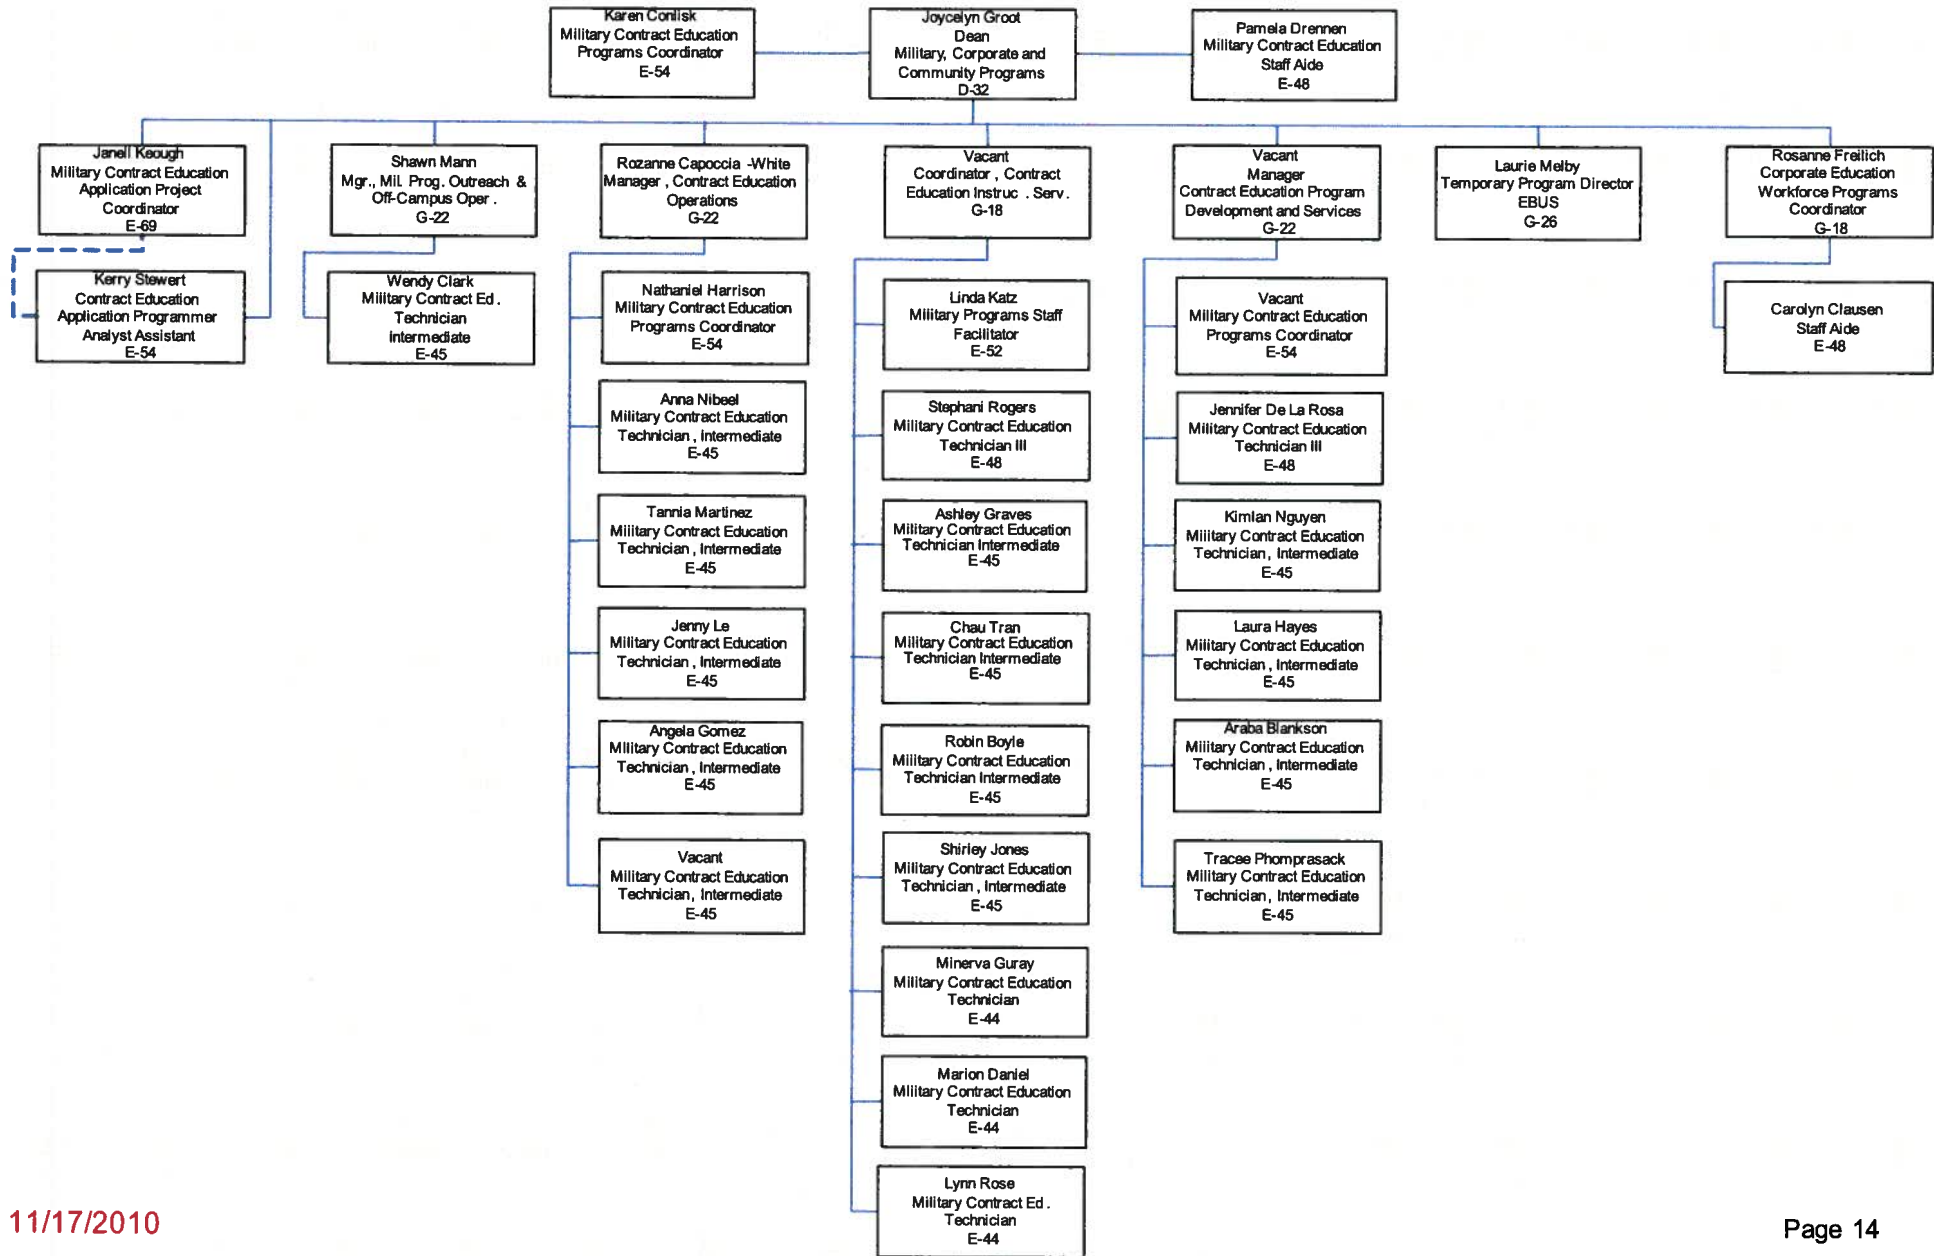 Karen Conlisk
Military Contract Education
Programs Coordinator
E-54
Joycelyn Groot
Dean
Military, Corporate and
Community Programs
D-32
Pamela Drennen
Military Contract Education
Staff Aide
E-48
Janell Keough
Military Contract Education
Application Project
Coordinator
E-69
Shawn Mann
Mgr., Mil. Prog. Outreach &
Off-Campus Oper .
G-22
Rozanne Capoccia -White
Manager , Contract Education
Operations
G-22
Vacant
Coordinator , Contract
Education Instruc . Serv .
G-18
Vacant
Manager
Contract Education Program
Development and Services
G-22
Laurie Melby
Temporary Program Director
EBUS
G-26
Rosanne Freilich
Corporate Education
Workforce Programs
Coordinator
G-18
Kerry Stewert
Contract Education
Application Programmer
Analyst Assistant
E-54
Wendy Clark
Military Contract Ed .
Technician
Intermediate
E-45
Nathaniel Harrison
Military Contract Education
Programs Coordinator
E-54
Anna Nibeel
Military Contract Education
Technician , Intermediate
E-45
Tannia Martinez
Military Contract Education
Technician , Intermediate
E-45
Jenny Le
Military Contract Education
Technician , Intermediate
E-45
Angela Gomez
Military Contract Education
Technician , Intermediate
E-45
Vacant
Military Contract Education
Technician , Intermediate
E-45
Linda Katz
Military Programs Staff
Facilitator
E-52
Stephani Rogers
Military Contract Education
Technician III
E-48
Ashley Graves
Military Contract Education
Technician Intermediate
E-45
Chau Tran
Military Contract Education
Technician Intermediate
E-45
Robin Boyle
Military Contract Education
Technician Intermediate
E-45
Shirley Jones
Military Contract Education
Technician , Intermediate
E-45
Minerva Guray
Military Contract Education
Technician
E-44
Marion Daniel
Military Contract Education
Technician
E-44
Lynn Rose
Military Contract Ed .
Technician
E-44
Vacant
Military Contract Education
Programs Coordinator
E-54
Jennifer De La Rosa
Military Contract Education
Technician III
E-48
Kimlan Nguyen
Military Contract Education
Technician , Intermediate
E-45
Laura Hayes
Military Contract Education
Technician , Intermediate
E-45
Araba Blankson
Military Contract Education
Technician , Intermediate
E-45
Tracee Phomprasack
Military Contract Education
Technician, Intermediate
E-45
Carolyn Clausen
Staff Aide
E-48
11/17/2010
Page 14